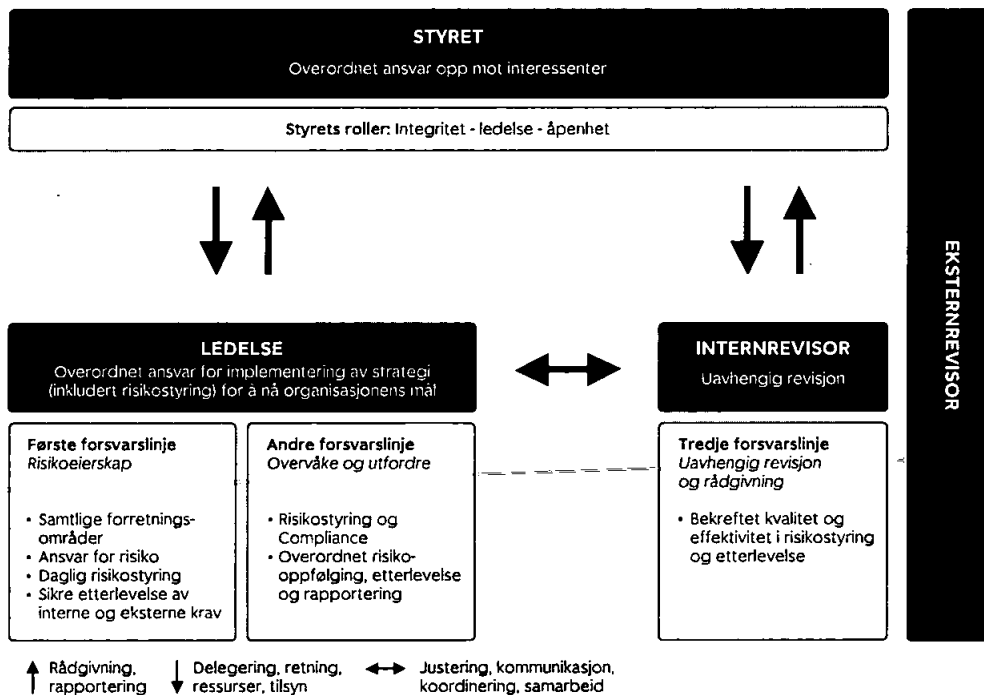 STYRET
Overordnet ansvar opp mot interessenter
Styrets roller: Integritet - ledelse - åpenhet
EKSTERNREVISOR
LEDELSE
Overordnet ansvar for implementering av strategi
(inkludert risikostyring) for å nå organisasjonens mål
INTERNREVISOR
Uavhengig revisjon
Første forsvarslinje
Risikoeierskap
• Samtlige forretnings-
områder
• Ansvar for risiko
• Daglig risikostyring
• Sikre etterlevelse av
interne og eksterne krav
Andre forsvarslinje
Overvåke og utfordre
• Risikostyring og
Compliance
• Overordnet risiko-
oppfølging, etterlevelse
og rapportering
Tredje forsvarslinje
Uavhengig revisjon
og rådgivning
• Bekreftet kvalitet og
effektivitet i risikostyring
og etterlevelse
Rådgivning,
rapportering
Delegering, retning,
ressurser, tilsyn
Justering, kommunikasjon,
koordinering, samarbeid